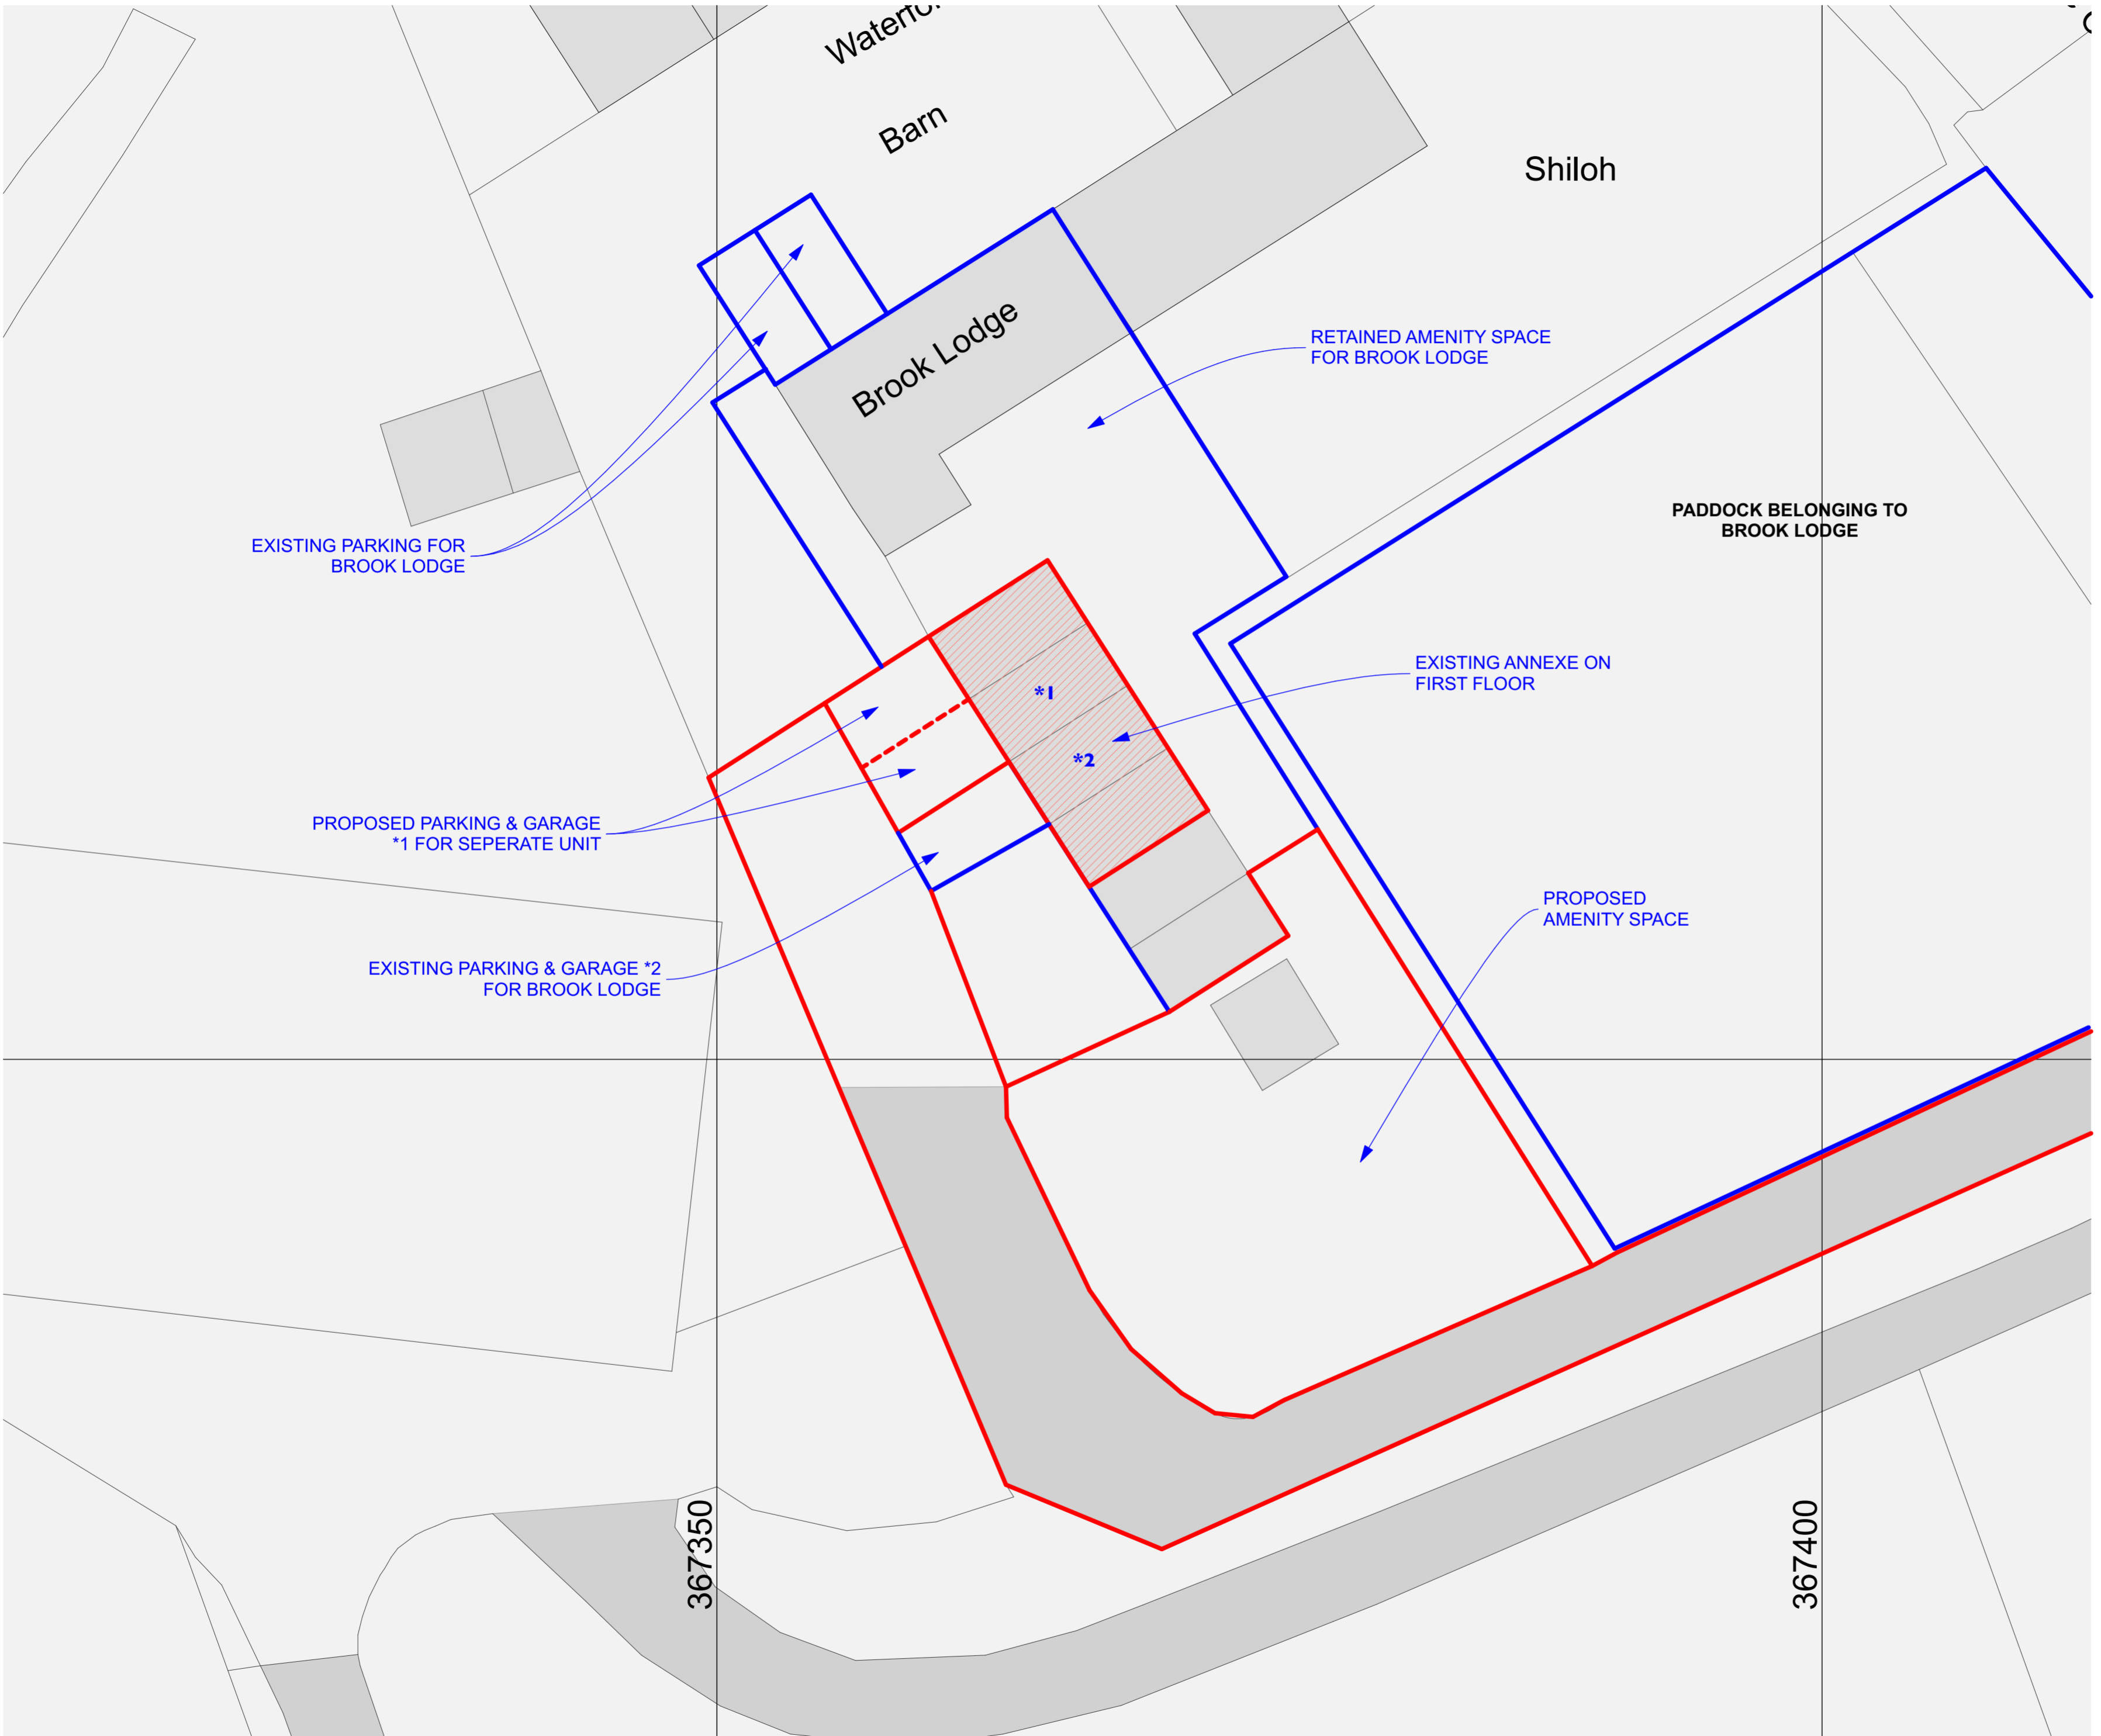 Barn
Shiloh
Brook Lodge
RETAINED AMENITY SPACE
FOR BROOK LODGE
PADDOCK BELONGING TO
BROOK LODGE
EXISTING PARKING FOR
BROOK LODGE
EXISTING ANNEXE ON
FIRST FLOOR
*1
*2
PROPOSED PARKING & GARAGE
*1 FOR SEPERATE UNIT
PROPOSED
AMENITY SPACE
EXISTING PARKING & GARAGE *2
FOR BROOK LODGE
367350
367400